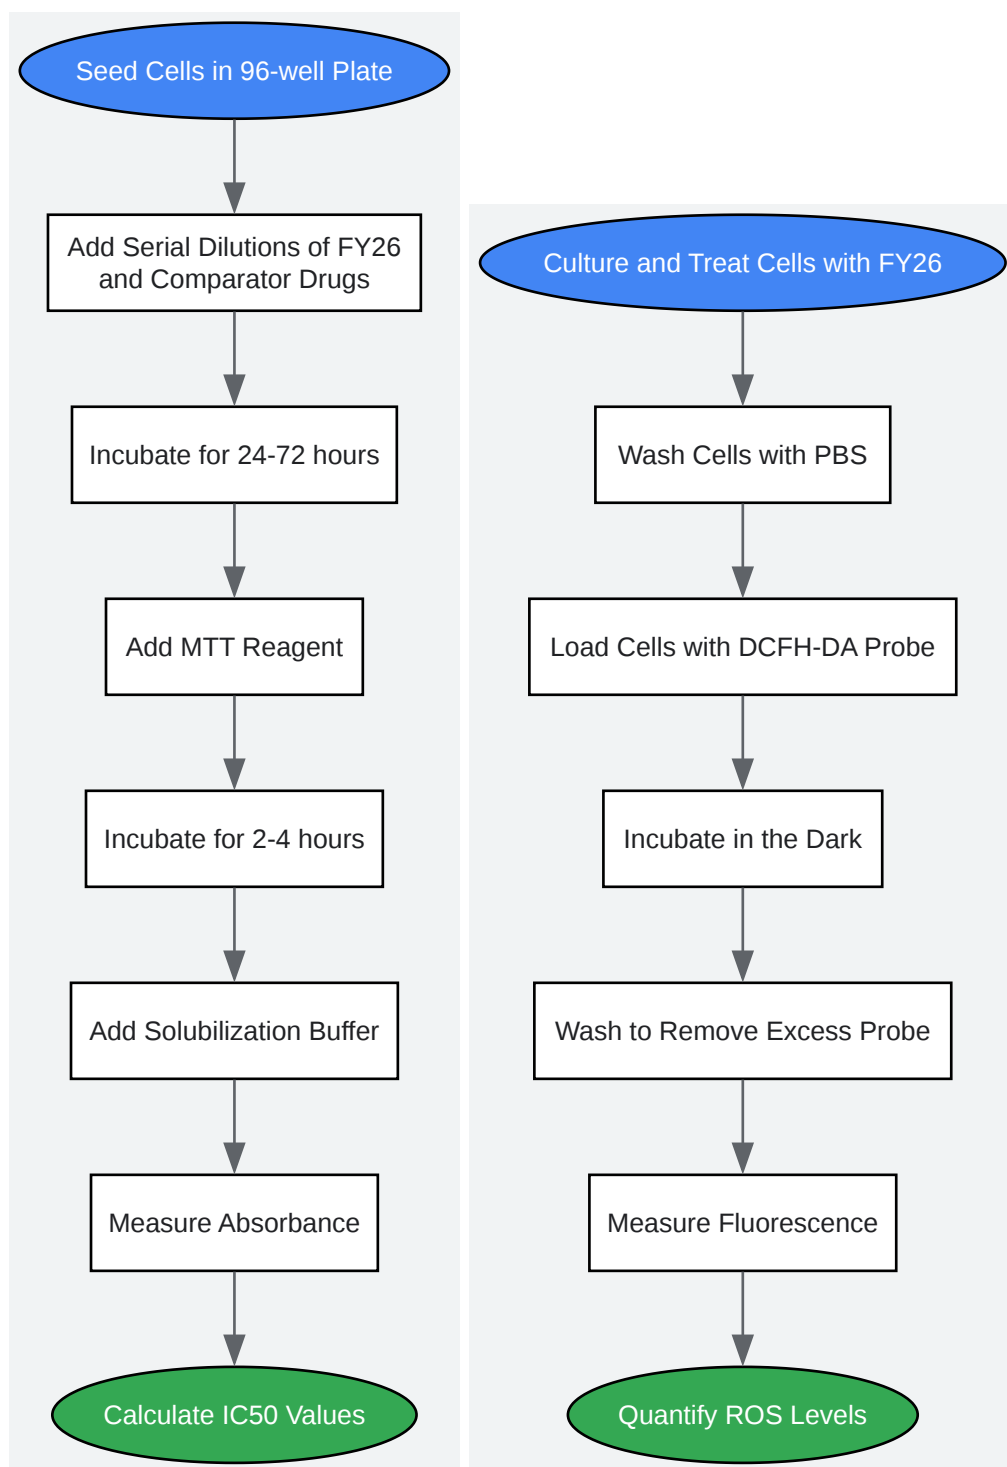 Seed Cells in 96-well Plate
Add Serial Dilutions of FY26
and Comparator Drugs
Incubate for 24-72 hours
Add MTT Reagent
Incubate for 2-4 hours
Add Solubilization Buffer
Measure Absorbance
Calculate IC50 Values
Culture and Treat Cells with FY26
Wash Cells with PBS
Load Cells with DCFH-DA Probe
Incubate in the Dark
Wash to Remove Excess Probe
Measure Fluorescence
Quantify ROS Levels